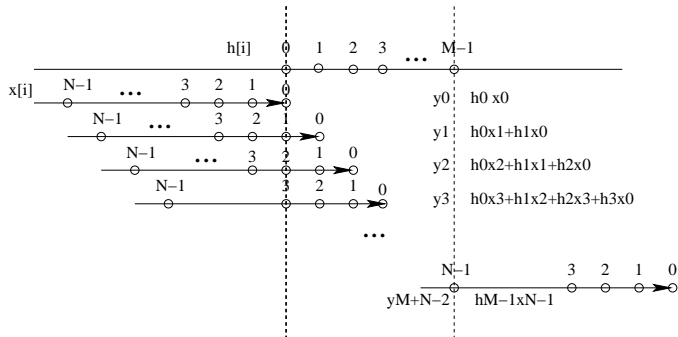 h[i] 0 1 2 3 ... M−1
x[i]
N−1 ... 3 2 1 0 y0 h0 x0
N−1 ... 3 2 1 0 y1 h0x1+h1x0
N−1 ... 3 2 1 0 y2 h0x2+h1x1+h2x0
N−1 3 2 1 0 y3 h0x3+h1x2+h2x3+h3x0
...
N−1 3 2 1 0
yM+N−2 hM−1xN−1